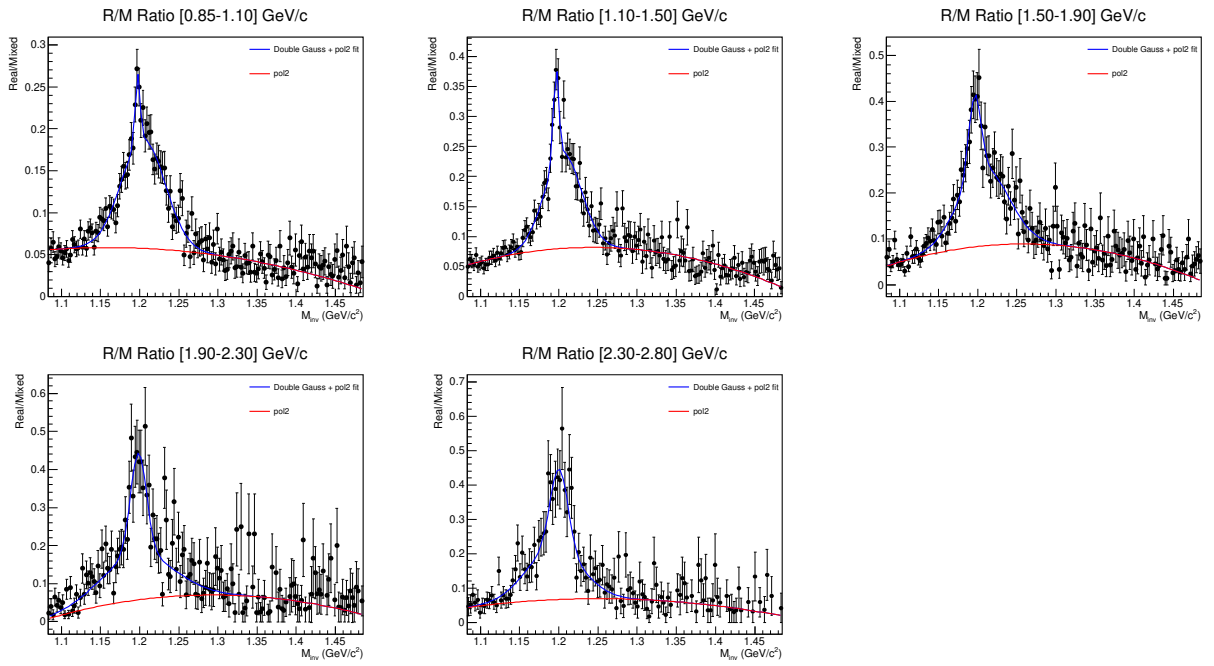 R/M Ratio [0.85-1.10] GeV/c
Real/Mixed
0.3
0.25
0.2
0.15
0.1
0.05
0
Double Gauss + pol2 fit
pol2
1.1 1.15 1.2 1.25 1.3 1.35 1.4 1.45
M_inv (GeV/c²)
R/M Ratio [1.10-1.50] GeV/c
Real/Mixed
0.4
0.35
0.3
0.25
0.2
0.15
0.1
0.05
0
Double Gauss + pol2 fit
pol2
1.1 1.15 1.2 1.25 1.3 1.35 1.4 1.45
M_inv (GeV/c²)
R/M Ratio [1.50-1.90] GeV/c
Real/Mixed
0.5
0.4
0.3
0.2
0.1
0
Double Gauss + pol2 fit
pol2
1.1 1.15 1.2 1.25 1.3 1.35 1.4 1.45
M_inv (GeV/c²)
R/M Ratio [1.90-2.30] GeV/c
Real/Mixed
0.6
0.5
0.4
0.3
0.2
0.1
0
Double Gauss + pol2 fit
pol2
1.1 1.15 1.2 1.25 1.3 1.35 1.4 1.45
M_inv (GeV/c²)
R/M Ratio [2.30-2.80] GeV/c
Real/Mixed
0.7
0.6
0.5
0.4
0.3
0.2
0.1
0
Double Gauss + pol2 fit
pol2
1.1 1.15 1.2 1.25 1.3 1.35 1.4 1.45
M_inv (GeV/c²)